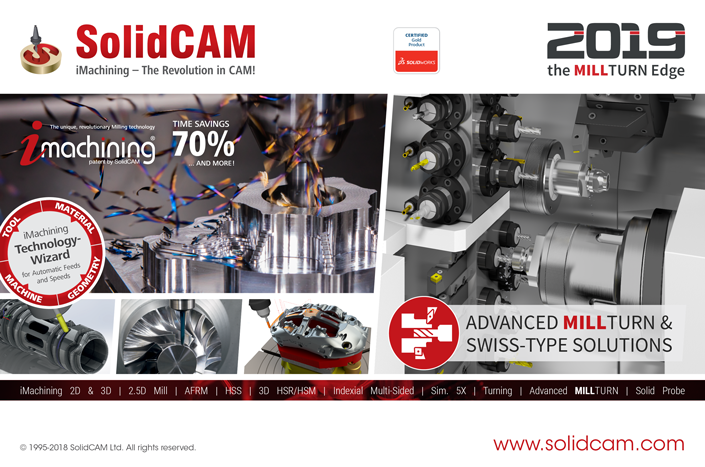 SolidCAM
iMachining – The Revolution in CAM!
CERTIFIED
Gold
Product
SOLIDWORKS
2019
the MILLTURN Edge
The unique, revolutionary Milling technology
imachining®
patent by SolidCAM
TIME SAVINGS
70%
... AND MORE!
TOOL
MATERIAL
GEOMETRY
MACHINE
iMachining
Technology-
Wizard
for Automatic Feeds
and Speeds
ADVANCED MILLTURN &
SWISS-TYPE SOLUTIONS
iMachining 2D & 3D | 2.5D Mill | AFRM | HSS | 3D HSR/HSM | Indexial Multi-Sided | Sim. 5X | Turning | Advanced MILLTURN | Solid Probe
© 1995-2018 SolidCAM Ltd. All rights reserved.
www.solidcam.com